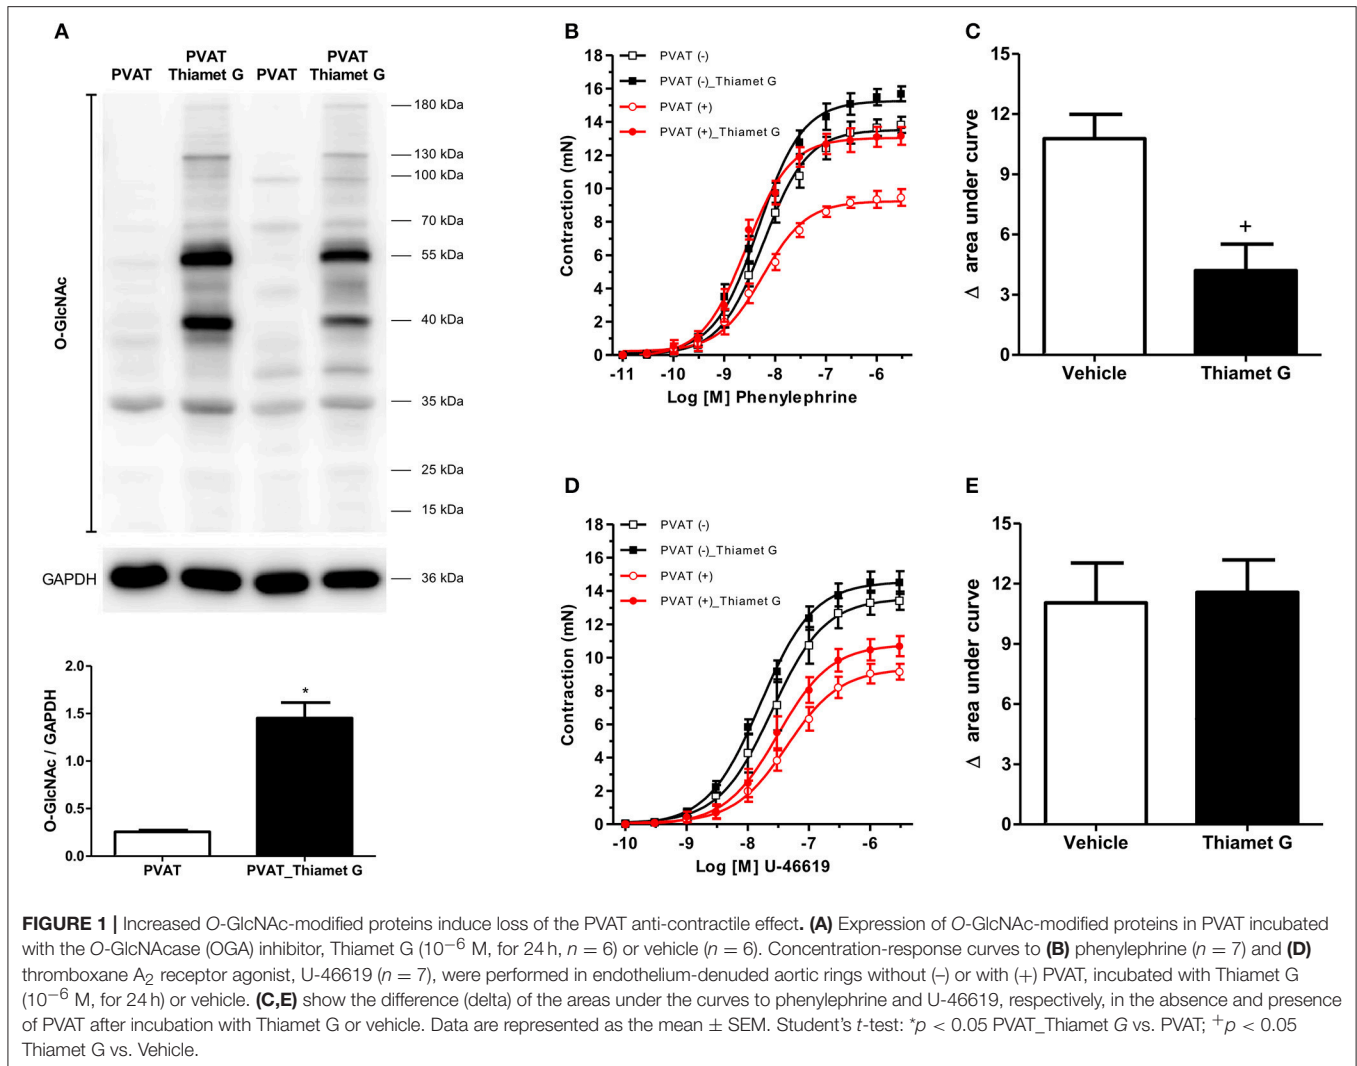 A
PVAT
PVAT
Thiamet G
PVAT
PVAT
Thiamet G
O-GlcNAc
180 kDa
130 kDa
100 kDa
70 kDa
55 kDa
40 kDa
35 kDa
25 kDa
15 kDa
GAPDH
36 kDa
O-GlcNAc / GAPDH
2.0
1.5
1.0
0.5
0.0
*
PVAT
PVAT_Thiamet G
B
Contraction (mN)
18
16
14
12
10
8
6
4
2
0
PVAT (-)
PVAT (-)_Thiamet G
PVAT (+)
PVAT (+)_Thiamet G
-11 -10 -9 -8 -7 -6
Log [M] Phenylephrine
C
Δ area under curve
15
12
9
6
3
0
+
Vehicle Thiamet G
D
Contraction (mN)
18
16
14
12
10
8
6
4
2
0
PVAT (-)
PVAT (-)_Thiamet G
PVAT (+)
PVAT (+)_Thiamet G
-10 -9 -8 -7 -6
Log [M] U-46619
E
Δ area under curve
15
12
9
6
3
0
Vehicle Thiamet G
FIGURE 1 | Increased O-GlcNAc-modified proteins induce loss of the PVAT anti-contractile effect. (A) Expression of O-GlcNAc-modified proteins in PVAT incubated
with the O-GlcNAcase (OGA) inhibitor, Thiamet G (10⁻⁶ M, for 24 h, n = 6) or vehicle (n = 6). Concentration-response curves to (B) phenylephrine (n = 7) and (D)
thromboxane A₂ receptor agonist, U-46619 (n = 7), were performed in endothelium-denuded aortic rings without (–) or with (+) PVAT, incubated with Thiamet G
(10⁻⁶ M, for 24 h) or vehicle. (C,E) show the difference (delta) of the areas under the curves to phenylephrine and U-46619, respectively, in the absence and presence
of PVAT after incubation with Thiamet G or vehicle. Data are represented as the mean ± SEM. Student's t-test: *p < 0.05 PVAT_Thiamet G vs. PVAT; ⁺p < 0.05
Thiamet G vs. Vehicle.